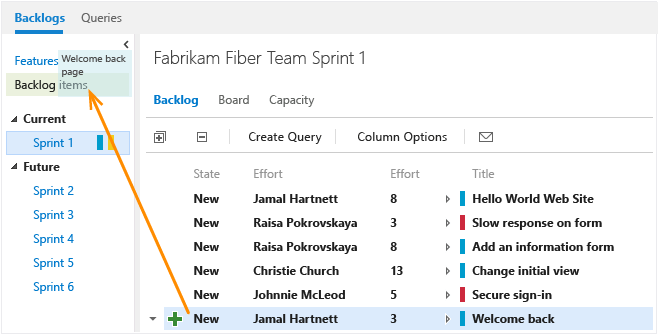 Backlogs Queries
Features
Welcome back
page
Backlog items
Current
Sprint 1
Future
Sprint 2
Sprint 3
Sprint 4
Sprint 5
Sprint 6
Fabrikam Fiber Team Sprint 1
Backlog Board Capacity
Create Query Column Options
State Effort Effort Title
New Jamal Hartnett 8 Hello World Web Site
New Raisa Pokrovskaya 3 Slow response on form
New Raisa Pokrovskaya 8 Add an information form
New Christie Church 13 Change initial view
New Johnnie McLeod 5 Secure sign-in
New Jamal Hartnett 3 Welcome back